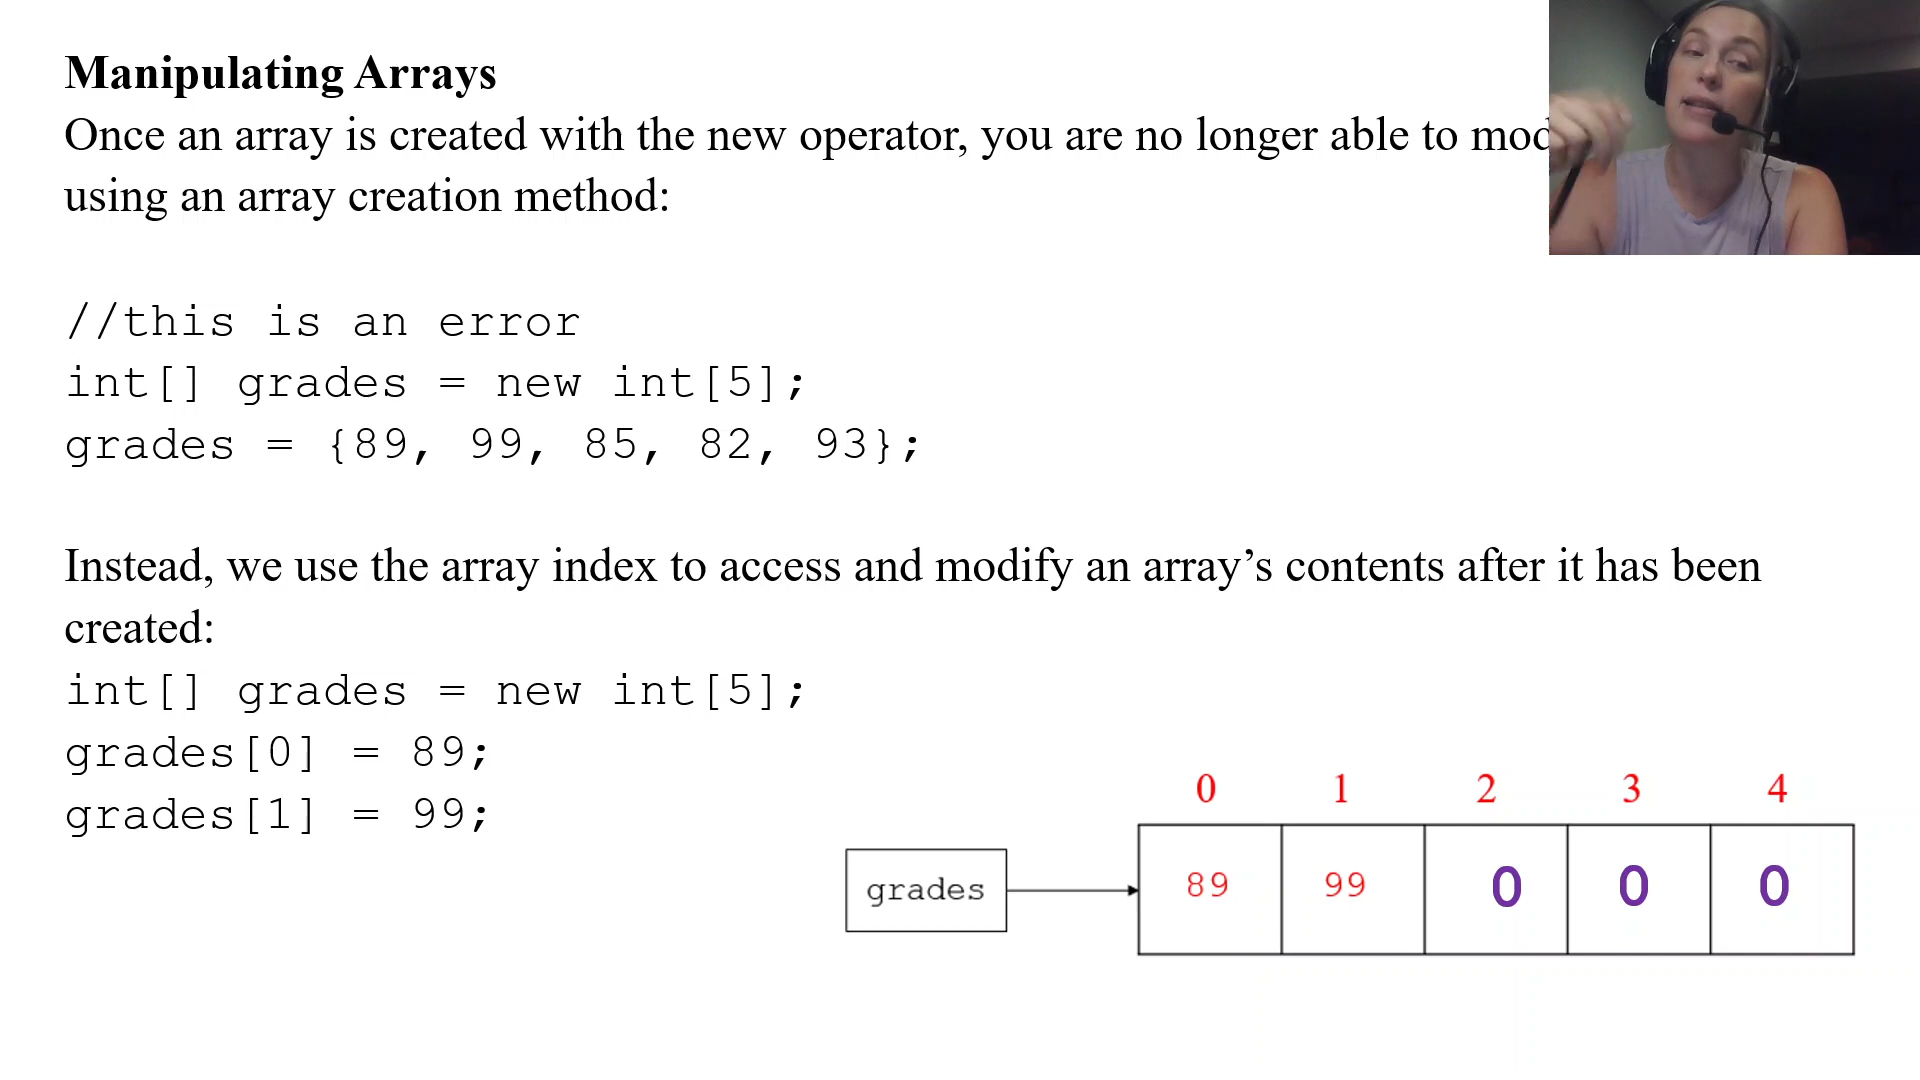 Manipulating Arrays
Once an array is created with the new operator, you are no longer able to
using an array creation method:
//this is an error
int[] grades = new int[5];
grades = {89, 99, 85, 82, 93};
Instead, we use the array index to access and modify an array’s contents after it has been
created:
int[] grades = new int[5];
grades[0] = 89;
grades[1] = 99;
0 1 2 3 4
grades 89 99 0 0 0